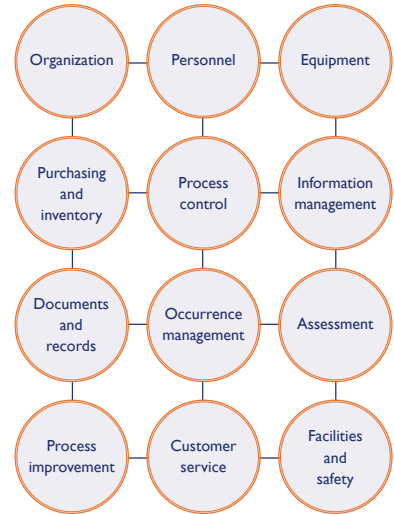 Organization
Personnel
Equipment
Purchasing
and
inventory
Process
control
Information
management
Documents
and
records
Occurrence
management
Assessment
Process
improvement
Customer
service
Facilities
and
safety